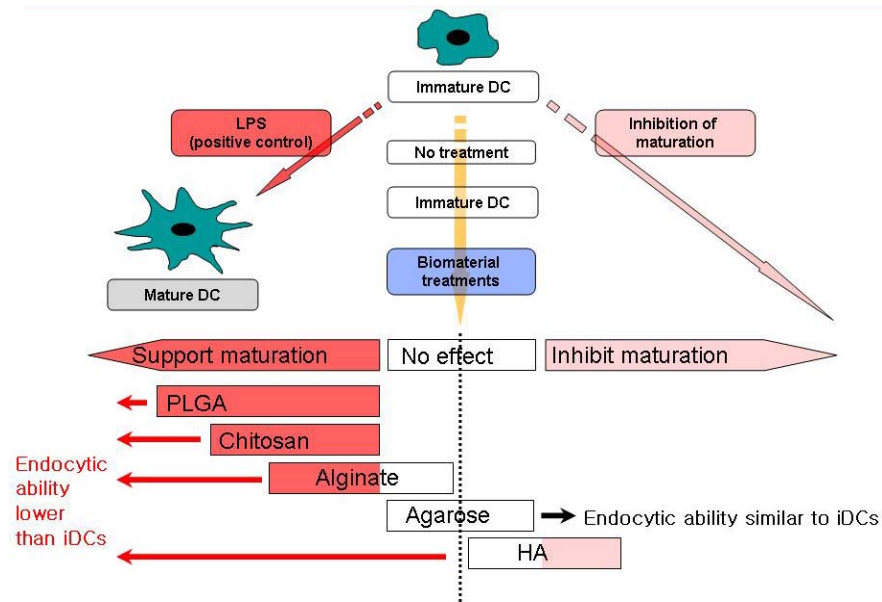 Immature DC
LPS
(positive control)
Inhibition of
maturation
No treatment
Immature DC
Biomaterial
treatments
Mature DC
Support maturation
No effect
Inhibit maturation
PLGA
Chitosan
Endocytic
ability
lower
than iDCs
Alginate
Agarose
Endocytic ability similar to iDCs
HA